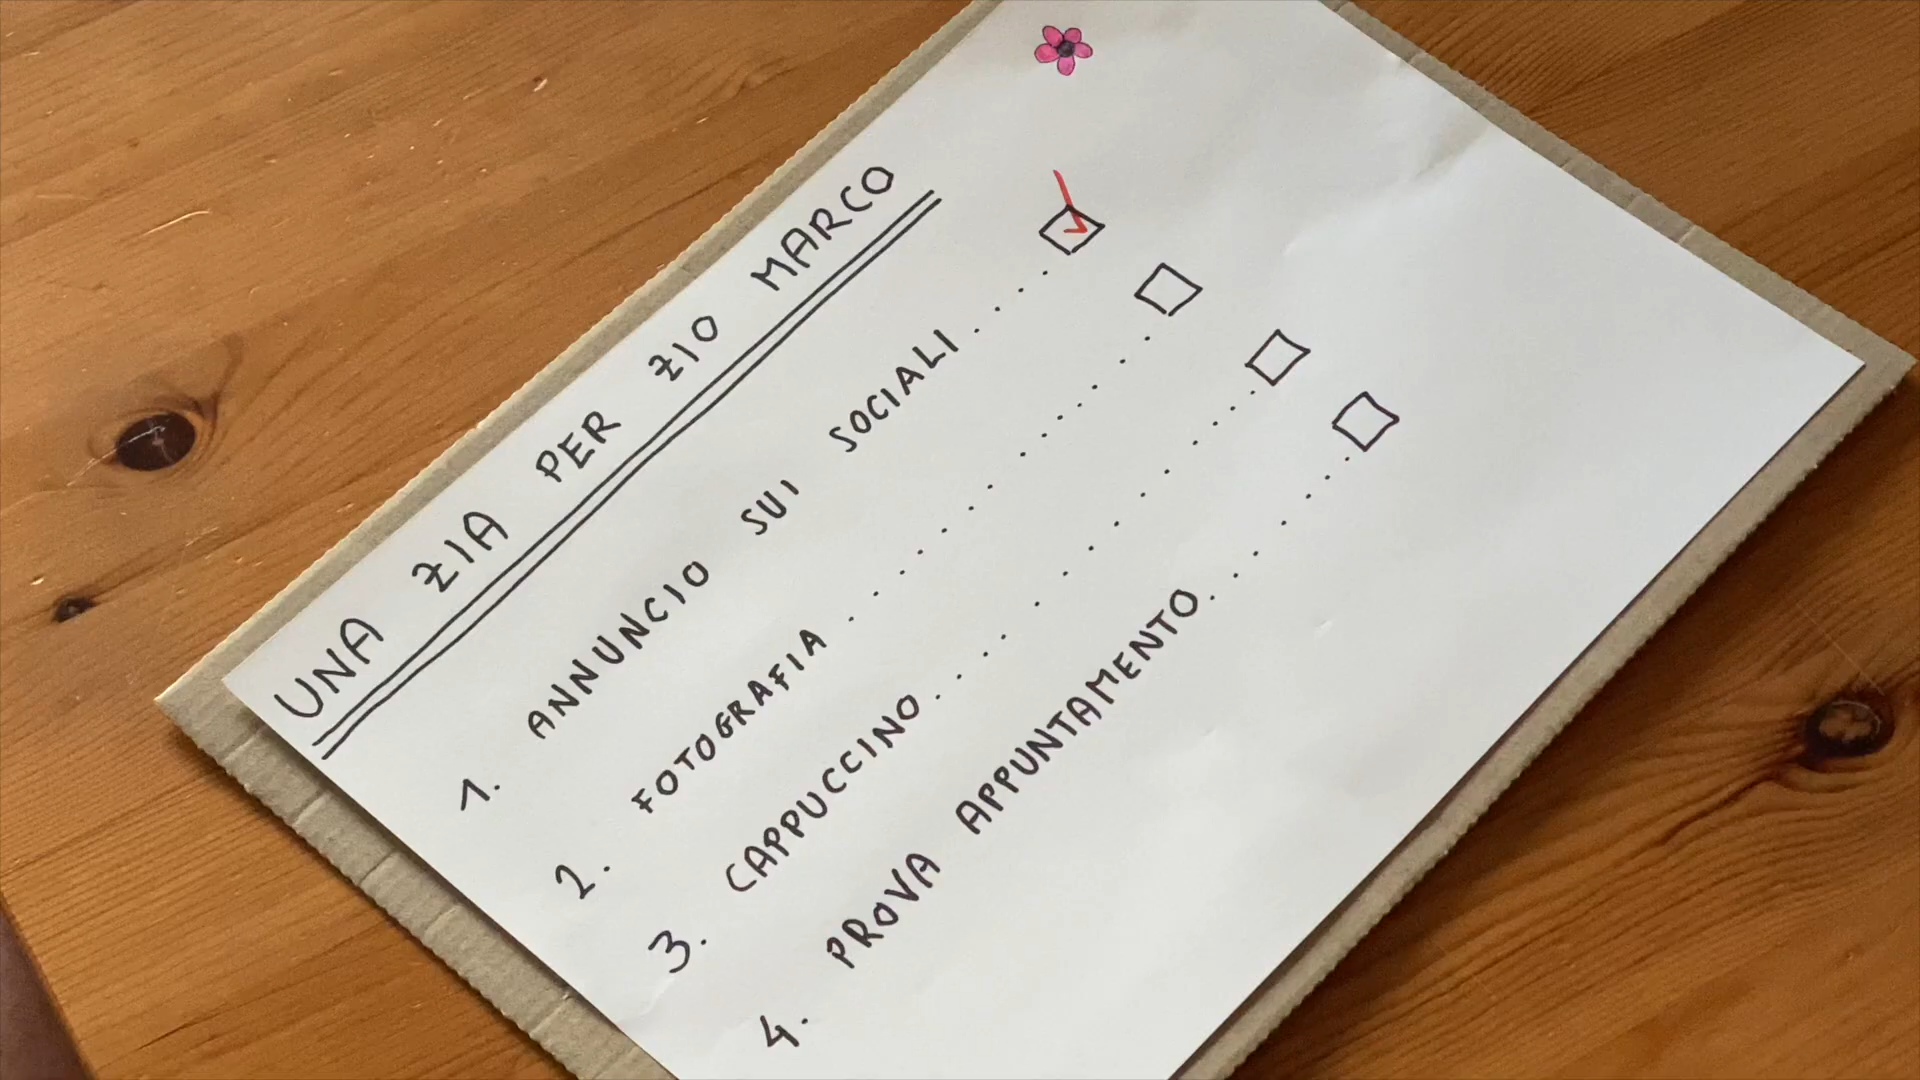 UNA ZIA PER ZIO MARCO
1. ANNUNCIO SUI SOCIALI ....
2. FOTOGRAFIA ..................
3. CAPPUCCINO ..................
4. PROVA APPUNTAMENTO .......